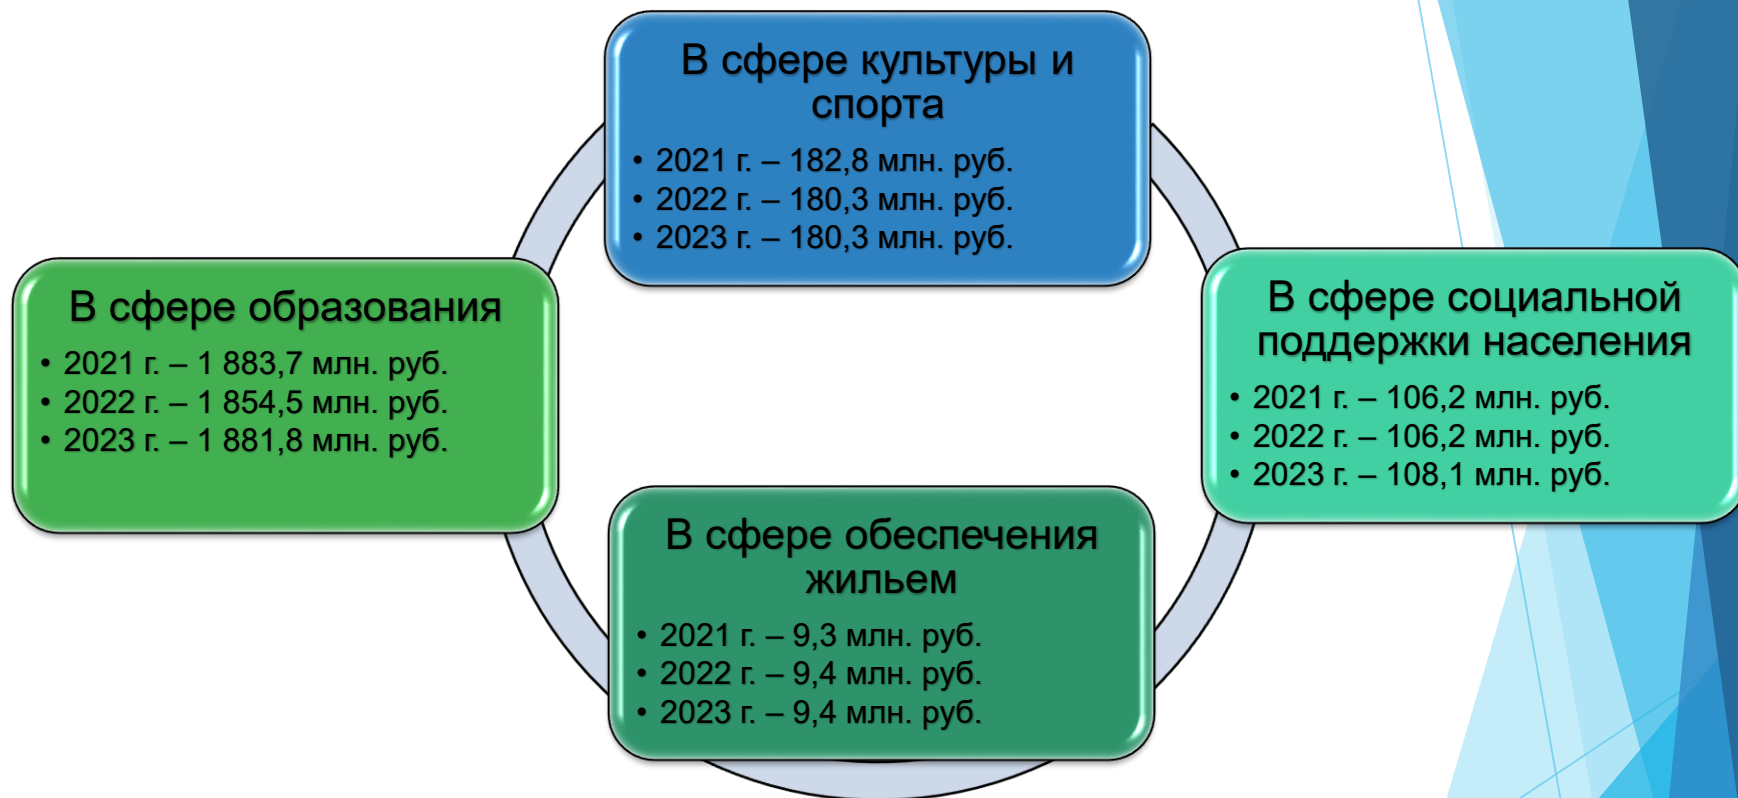 В сфере культуры и
спорта
• 2021 г. – 182,8 млн. руб.
• 2022 г. – 180,3 млн. руб.
• 2023 г. – 180,3 млн. руб.
В сфере образования
• 2021 г. – 1 883,7 млн. руб.
• 2022 г. – 1 854,5 млн. руб.
• 2023 г. – 1 881,8 млн. руб.
В сфере социальной
поддержки населения
• 2021 г. – 106,2 млн. руб.
• 2022 г. – 106,2 млн. руб.
• 2023 г. – 108,1 млн. руб.
В сфере обеспечения
жильем
• 2021 г. – 9,3 млн. руб.
• 2022 г. – 9,4 млн. руб.
• 2023 г. – 9,4 млн. руб.